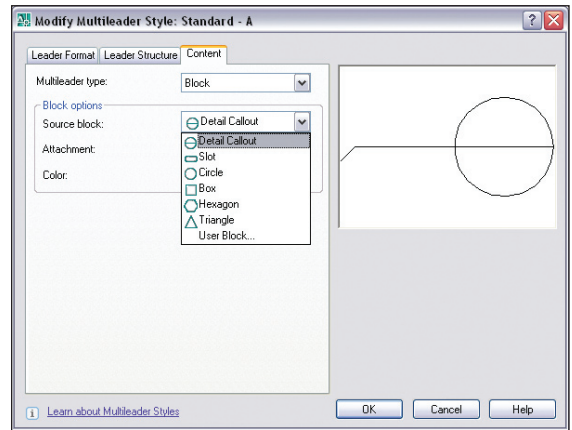 Modify Multileader Style: Standard - A
Leader Format Leader Structure Content
Multileader type: Block
Block options
Source block: Detail Callout
Detail Callout
Attachment:
Slot
Color:
Circle
Box
Hexagon
Triangle
User Block...
Learn about Multileader Styles
OK Cancel Help